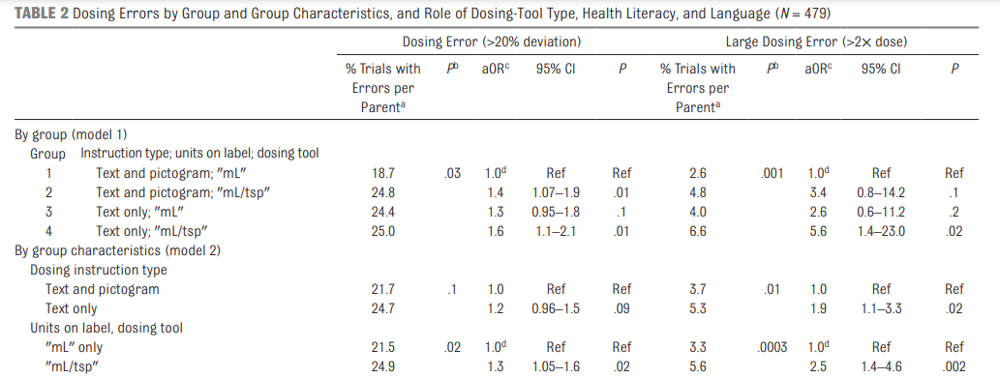 TABLE 2 Dosing Errors by Group and Group Characteristics, and Role of Dosing-Tool Type, Health Literacy, and Language (N = 479)
Dosing Error (>20% deviation) Large Dosing Error (>2× dose)
% Trials with Errors per Parentᵃ Pᵇ aORᶜ 95% CI P % Trials with Errors per Parentᵃ Pᵇ aORᶜ 95% CI P
By group (model 1)
Group Instruction type; units on label; dosing tool
1 Text and pictogram; "mL" 18.7 .03 1.0ᵈ Ref Ref 2.6 .001 1.0ᵈ Ref Ref
2 Text and pictogram; "mL/tsp" 24.8 1.4 1.07–1.9 .01 4.8 3.4 0.8–14.2 .1
3 Text only; "mL" 24.4 1.3 0.95–1.8 .1 4.0 2.6 0.6–11.2 .2
4 Text only; "mL/tsp" 25.0 1.6 1.1–2.1 .01 6.6 5.6 1.4–23.0 .02
By group characteristics (model 2)
Dosing instruction type
Text and pictogram 21.7 .1 1.0 Ref Ref 3.7 .01 1.0 Ref Ref
Text only 24.7 1.2 0.96–1.5 .09 5.3 1.9 1.1–3.3 .02
Units on label, dosing tool
"mL" only 21.5 .02 1.0ᵈ Ref Ref 3.3 .0003 1.0ᵈ Ref Ref
"mL/tsp" 24.9 1.3 1.05–1.6 .02 5.6 2.5 1.4–4.6 .002